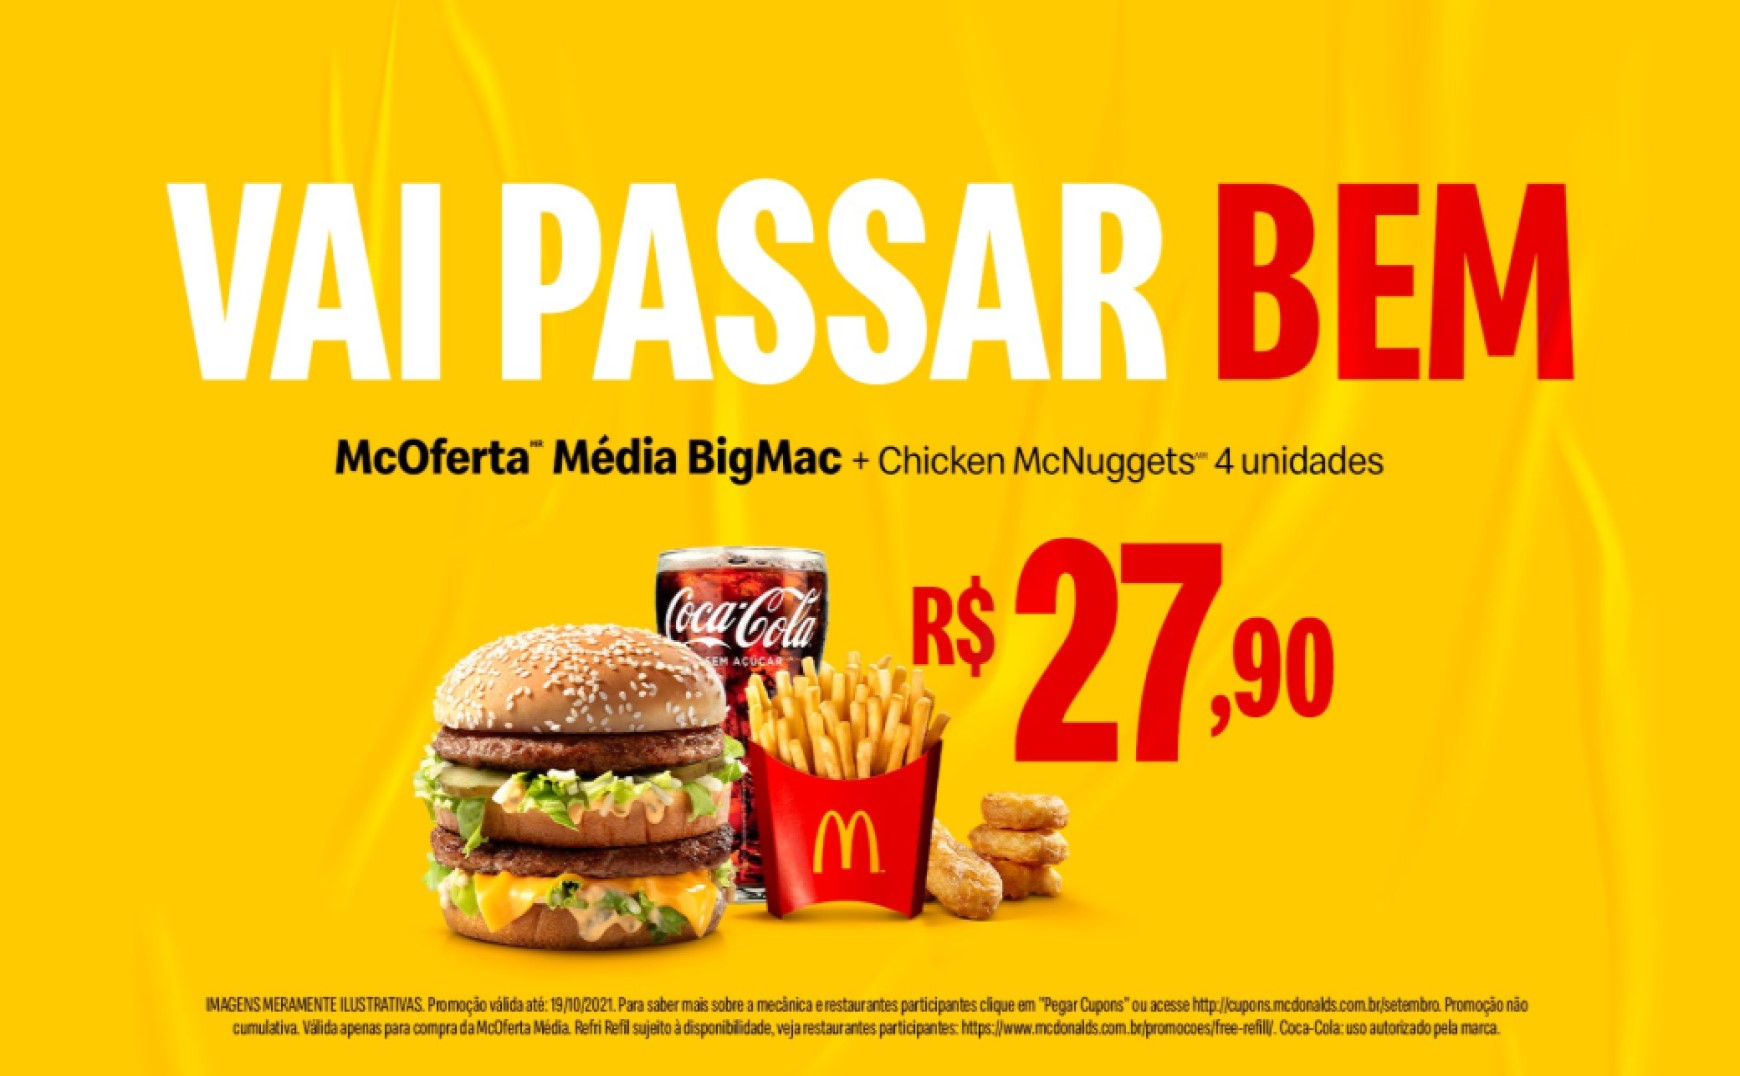 VAI PASSAR BEM
McOferta MR Média BigMac + Chicken McNuggets MR 4 unidades
R$ 27,90
Coca-Cola
SEM AÇÚCAR
M
IMAGENS MERAMENTE ILUSTRATIVAS. Promoção válida até: 19/10/2021. Para saber mais sobre a mecânica e restaurantes participantes clique em "Pegar Cupons" ou acesse http://cupons.mcdonalds.com.br/setembro. Promoção não
cumulativa. Válida apenas para compra da McOferta Média. Refri Refil sujeito à disponibilidade, veja restaurantes participantes: https://www.mcdonalds.com.br/promocoes/free-refill/. Coca-Cola: uso autorizado pela marca.